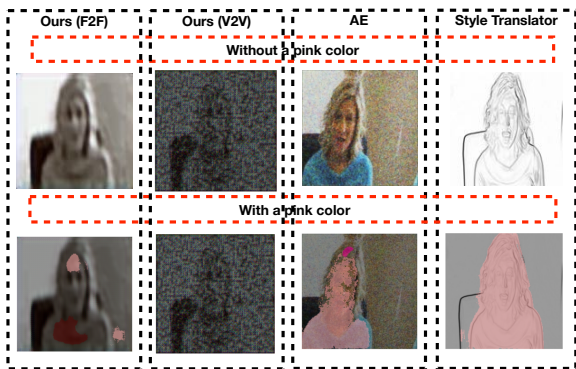 Ours (F2F) Ours (V2V) AE Style Translator
Without a pink color
With a pink color